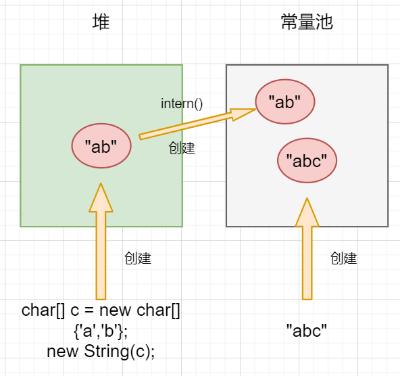 堆
常量池
intern()
"ab"
"ab"
创建
"abc"
创建
创建
char[] c = new char[]
{'a','b'};
new String(c);
"abc"